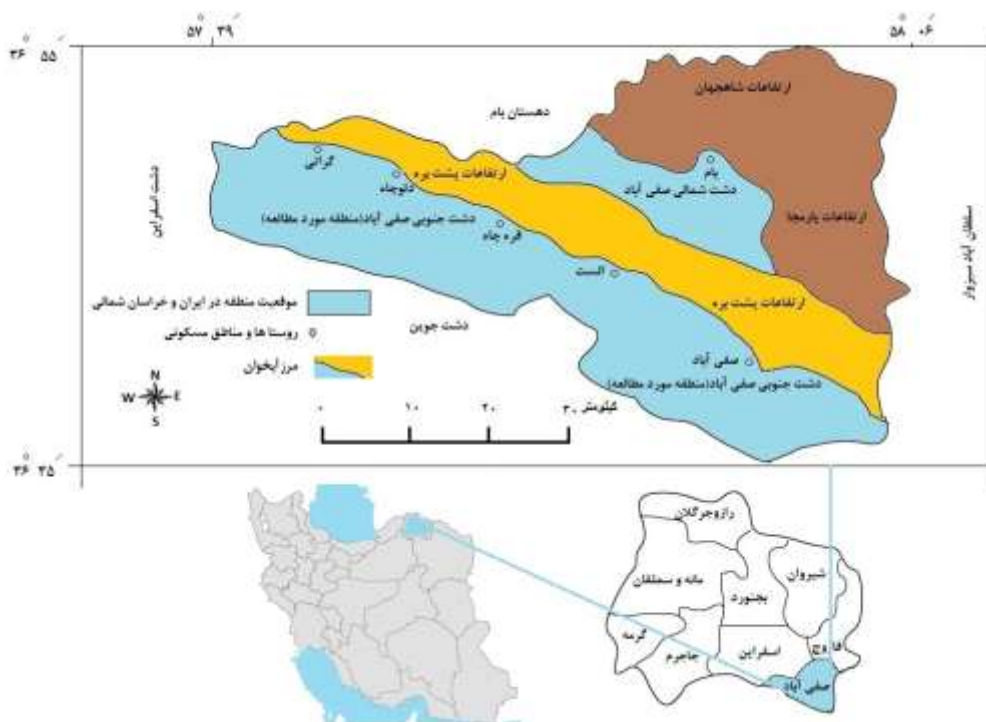 ۵۷° ۳۹′
۵۸° ۰۶′
۳۶° ۵۵′
ارتفاعات شاهجهان
دهستان بام
گرانی
ارتفاعات پشت بره
بام
دشت شمالی صفی آباد
دشت اسفراین
ارتفاعات پارمجا
سلطان آباد سبزوار
دشت جنوبی صفی آباد(منطقه مورد مطالعه)
قره چاه
الست
ارتفاعات پشت بره
موقعیت منطقه در ایران و خراسان شمالی
دشت جوین
روستا ها و مناطق مسکونی
مرزآبخوان
صفی آباد
دشت جنوبی صفی آباد(منطقه مورد مطالعه)
N
W E
S
۰ ۱۰ ۲۰ ۳۰ کیلومتر
۳۶° ۳۵′
رازوجرگلان
شیروان
مانه و سملقان
بجنورد
گرمه
جاجرم
اسفراین
صفی آباد